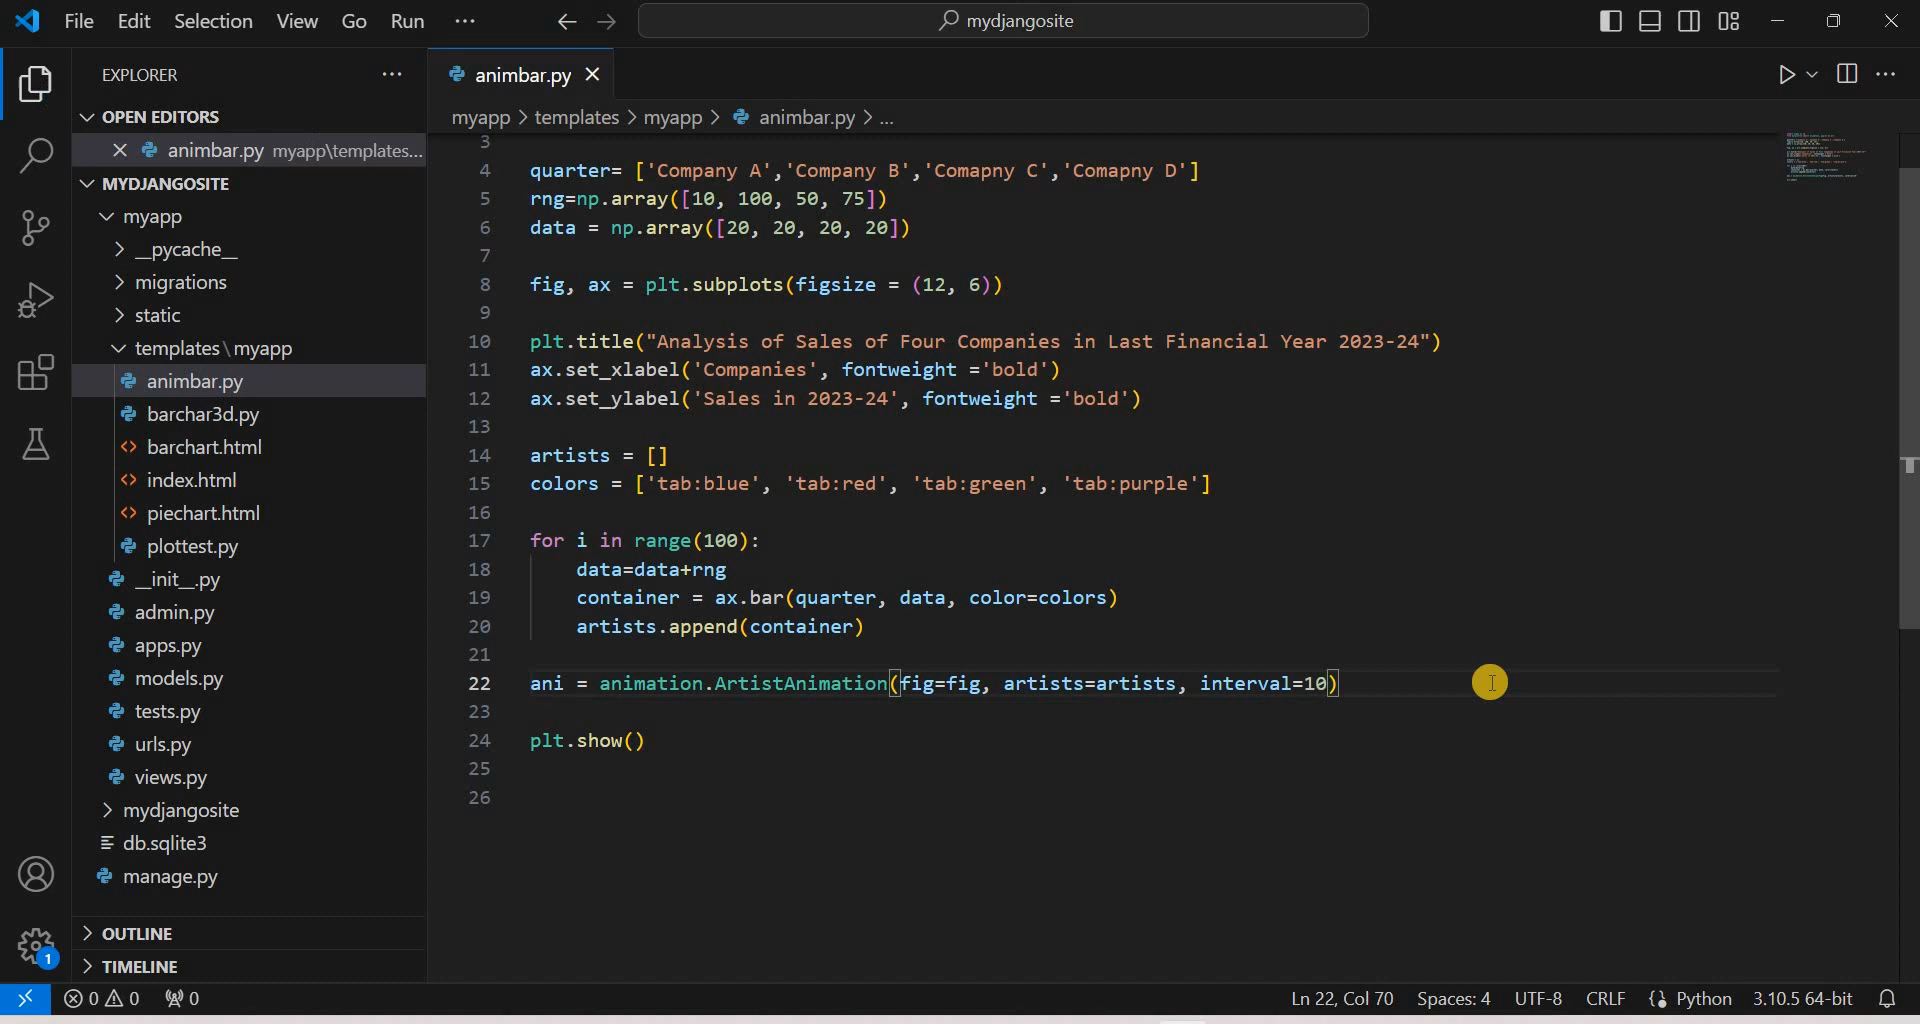 File Edit Selection View Go Run ··· mydjangosite
EXPLORER ···
OPEN EDITORS
animbar.py myapp\templates...
MYDJANGOSITE
myapp
__pycache__
migrations
static
templates\myapp
animbar.py
barchar3d.py
barchart.html
index.html
piechart.html
plottest.py
__init__.py
admin.py
apps.py
models.py
tests.py
urls.py
views.py
mydjangosite
db.sqlite3
manage.py
OUTLINE
TIMELINE
1
animbar.py
myapp > templates > myapp > animbar.py > ...
3
4 quarter= ['Company A','Company B','Comapny C','Comapny D']
5 rng=np.array([10, 100, 50, 75])
6 data = np.array([20, 20, 20, 20])
7
8 fig, ax = plt.subplots(figsize = (12, 6))
9
10 plt.title("Analysis of Sales of Four Companies in Last Financial Year 2023-24")
11 ax.set_xlabel('Companies', fontweight ='bold')
12 ax.set_ylabel('Sales in 2023-24', fontweight ='bold')
13
14 artists = []
15 colors = ['tab:blue', 'tab:red', 'tab:green', 'tab:purple']
16
17 for i in range(100):
18 data=data+rng
19 container = ax.bar(quarter, data, color=colors)
20 artists.append(container)
21
22 ani = animation.ArtistAnimation(fig=fig, artists=artists, interval=10)
23
24 plt.show()
25
26
0 0 0 Ln 22, Col 70 Spaces: 4 UTF-8 CRLF Python 3.10.5 64-bit